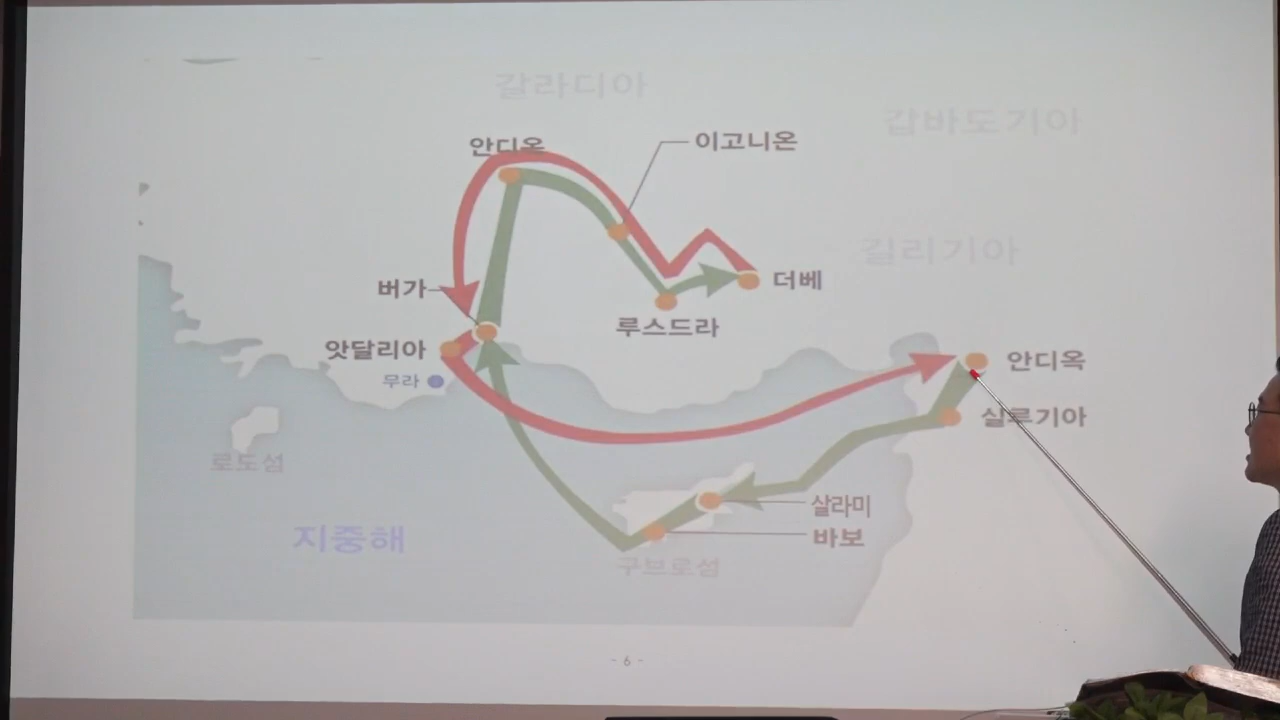 갈라디아
갑바도기아
안디옥
이고니온
길리기아
버가
더베
루스드라
앗달리아
무라
안디옥
실루기아
로도섬
살라미
지중해
바보
구브로섬
- 6 -